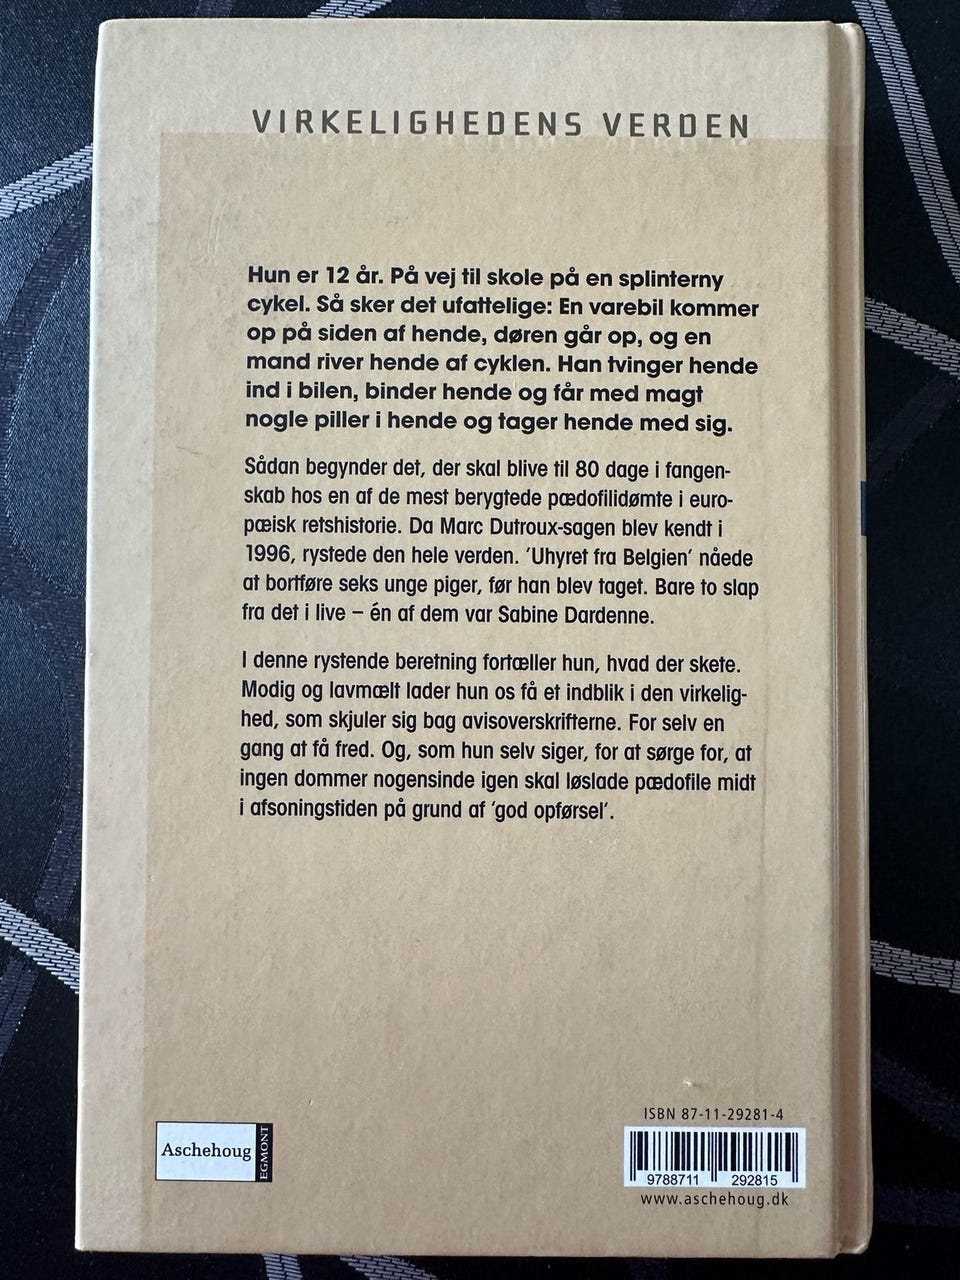 VIRKELIGHEDENS VERDEN
Hun er 12 år. På vej til skole på en splinterny
cykel. Så sker det ufattelige: En varebil kommer
op på siden af hende, døren går op, og en
mand river hende af cyklen. Han tvinger hende
ind i bilen, binder hende og får med magt
nogle piller i hende og tager hende med sig.
Sådan begynder det, der skal blive til 80 dage i fangen-
skab hos en af de mest berygtede pædofilidømte i euro-
pæisk retshistorie. Da Marc Dutroux-sagen blev kendt i
1996, rystede den hele verden. 'Uhyret fra Belgien' nåede
at bortføre seks unge piger, før han blev taget. Bare to slap
fra det i live – én af dem var Sabine Dardenne.
I denne rystende beretning fortæller hun, hvad der skete.
Modig og lavmælt lader hun os få et indblik i den virkelig-
hed, som skjuler sig bag avisoverskrifterne. For selv en
gang at få fred. Og, som hun selv siger, for at sørge for, at
ingen dommer nogensinde igen skal løslade pædofile midt
i afsoningstiden på grund af 'god opførsel'.
Aschehoug
EGMONT
ISBN 87-11-29281-4
9788711 292815
www.aschehoug.dk